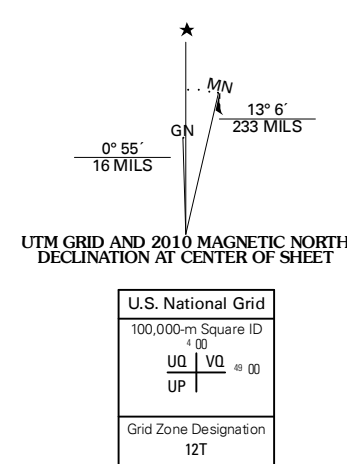 ★
MN
GN
13° 6´
233 MILS
0° 55´
16 MILS
UTM GRID AND 2010 MAGNETIC NORTH
DECLINATION AT CENTER OF SHEET
U.S. National Grid
100,000-m Square ID
4 00
UQ VQ 49 00
UP
Grid Zone Designation
12T